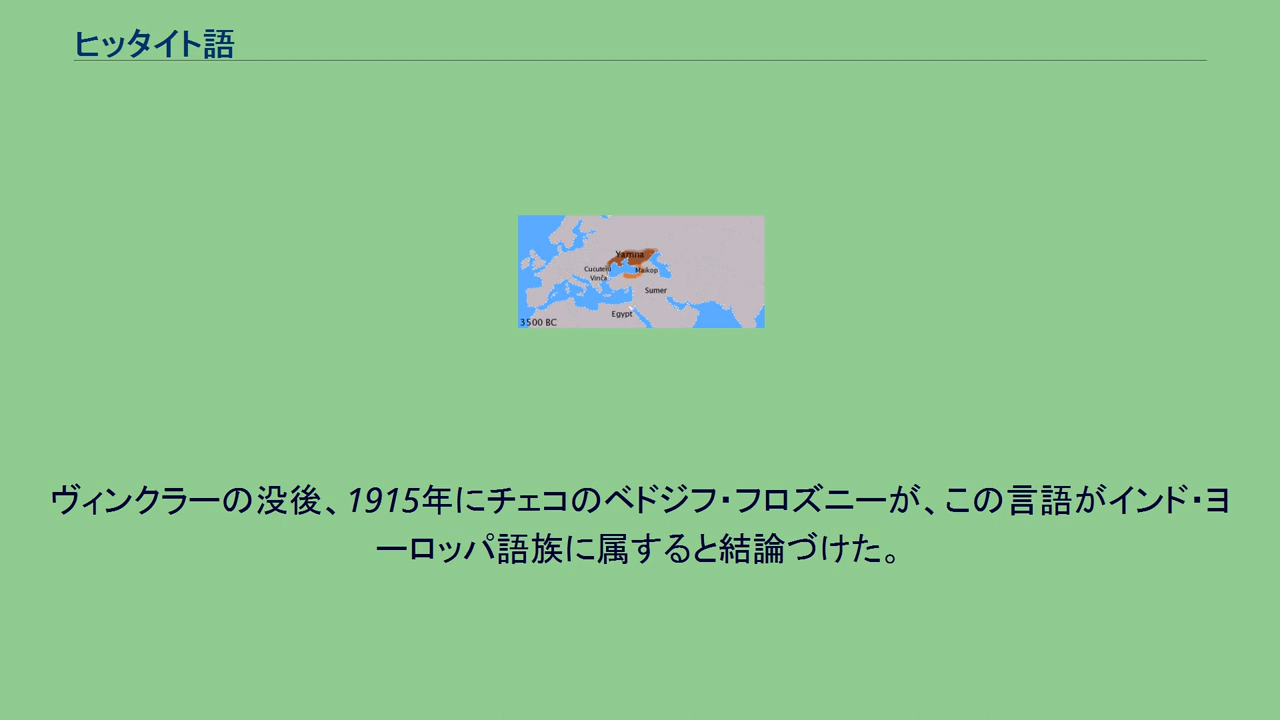 ヒッタイト語
Yamna
Cucuteni
Maikop
Vinča
Sumer
Egypt
3500 BC
ヴィンクラーの没後、1915年にチェコのベドジフ・フロズニーが、この言語がインド・ヨ
ーロッパ語族に属すると結論づけた。